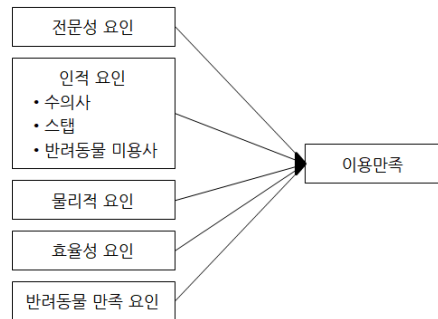 전문성 요인
인적 요인
• 수의사
• 스탭
• 반려동물 미용사
물리적 요인
효율성 요인
반려동물 만족 요인
이용만족